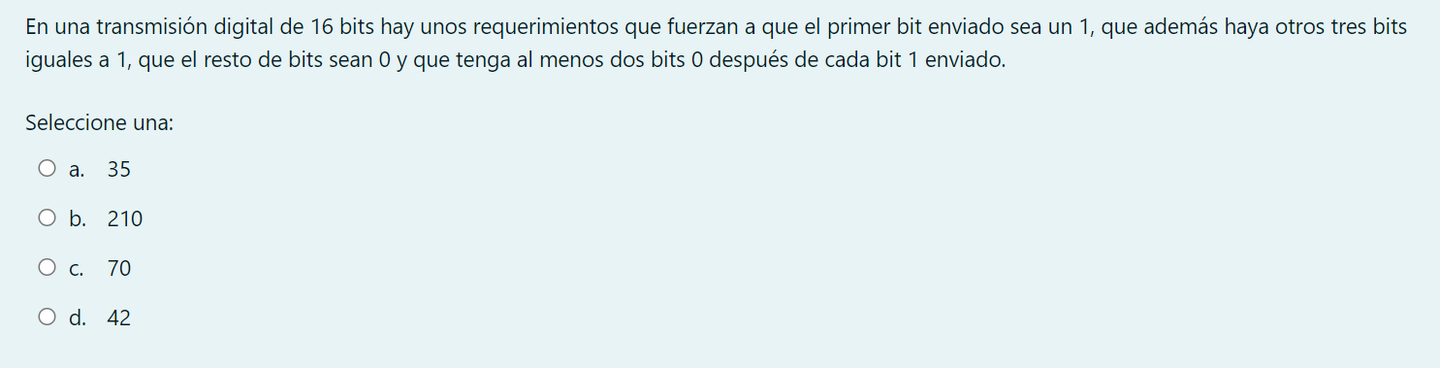 En una transmisión digital de 16 bits hay unos requerimientos que fuerzan a que el primer bit enviado sea un 1, que además haya otros tres bits
iguales a 1, que el resto de bits sean 0 y que tenga al menos dos bits 0 después de cada bit 1 enviado.
Seleccione una:
a. 35
b. 210
c. 70
d. 42